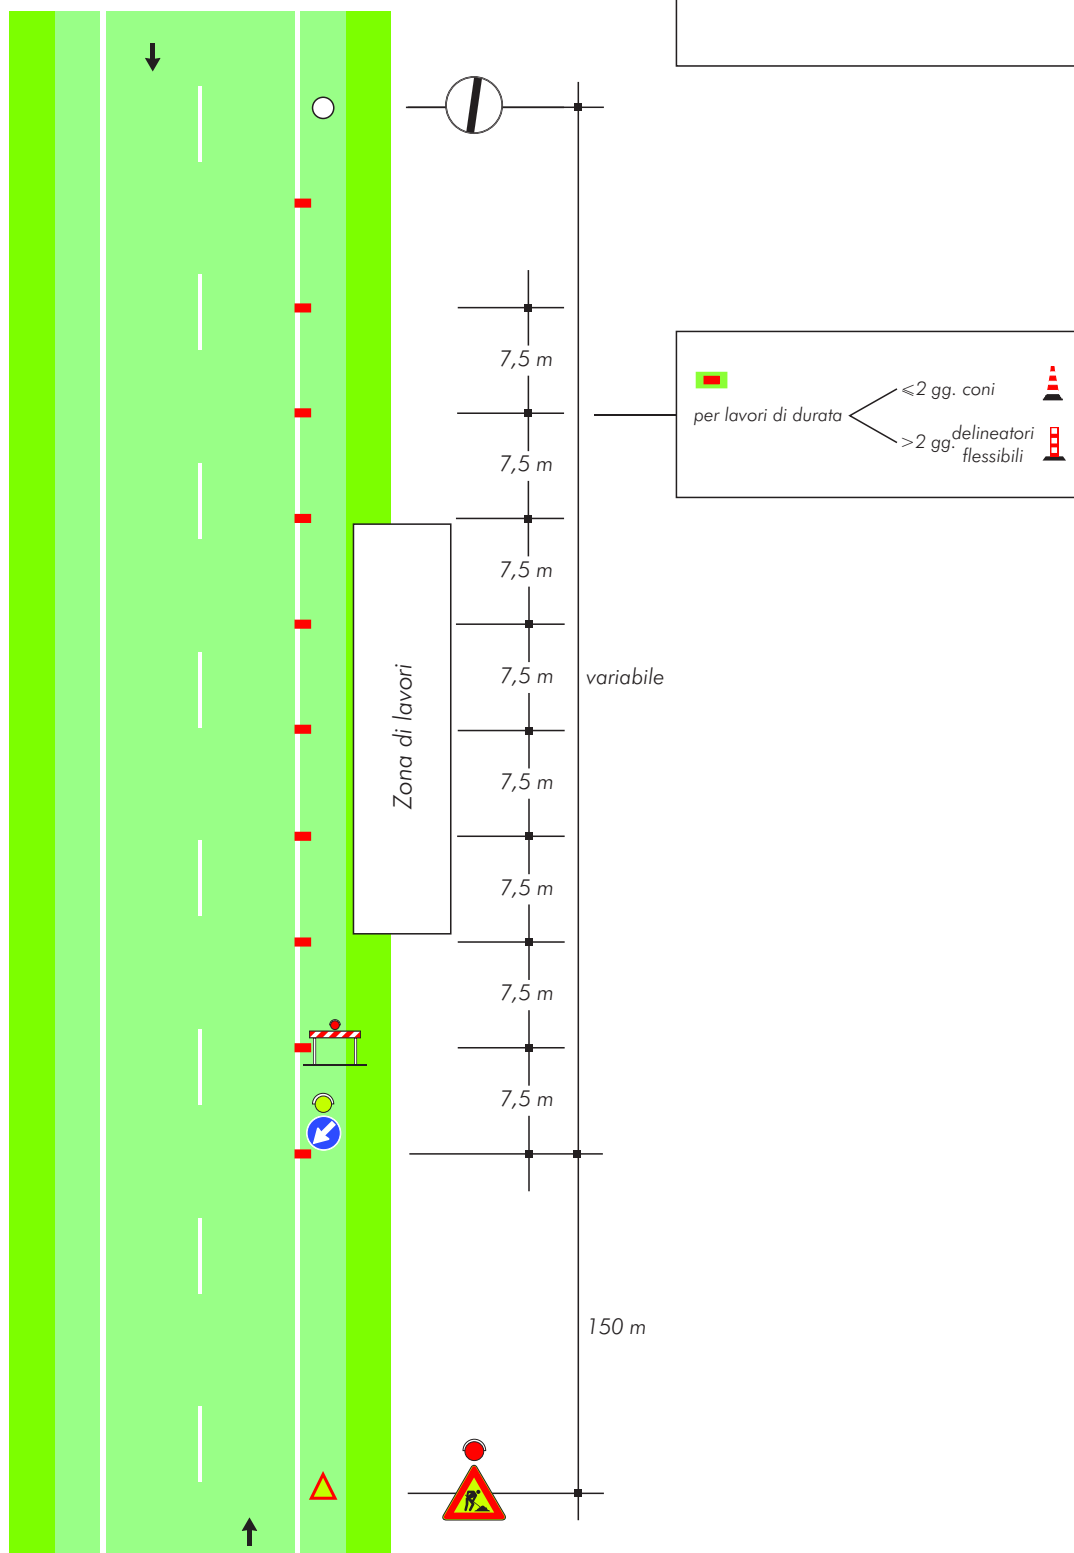 7,5 m
7,5 m
7,5 m
7,5 m
7,5 m
7,5 m
7,5 m
7,5 m
per lavori di durata
⩽2 gg. coni
>2 gg. delineatori
flessibili
Zona di lavori
variabile
150 m